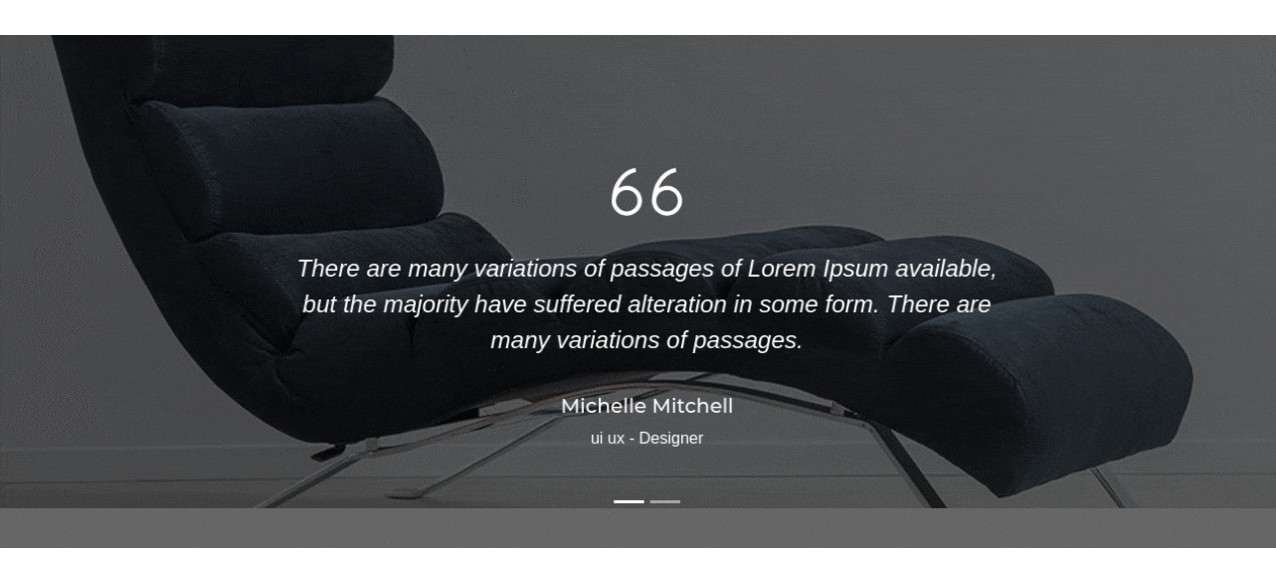 66
There are many variations of passages of Lorem Ipsum available,
but the majority have suffered alteration in some form. There are
many variations of passages.
Michelle Mitchell
ui ux - Designer